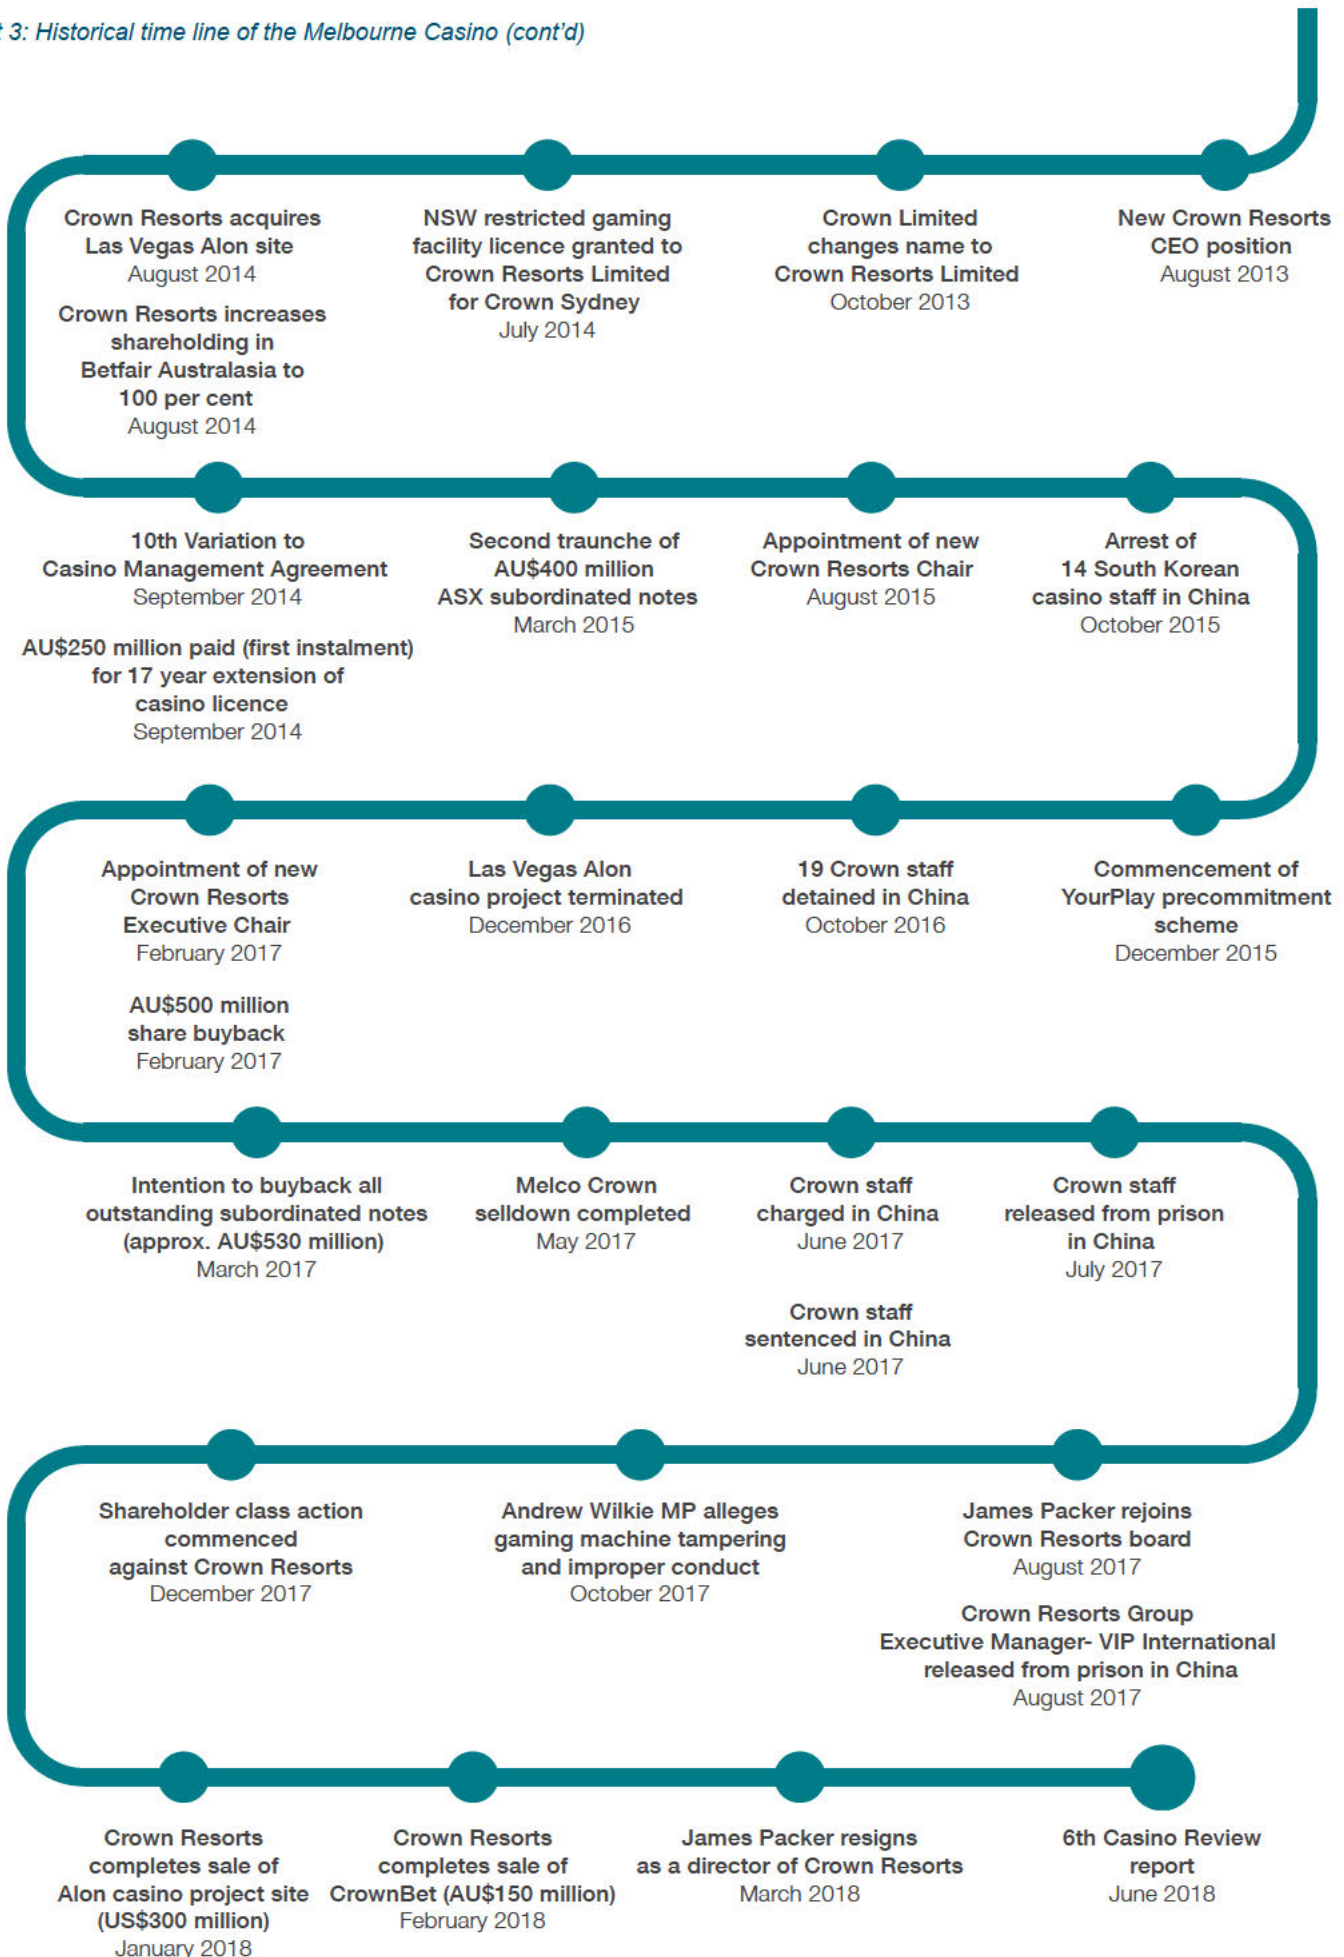 t 3: Historical time line of the Melbourne Casino (cont'd)
Crown Resorts acquires
Las Vegas Alon site
August 2014
Crown Resorts increases
shareholding in
Betfair Australasia to
100 per cent
August 2014
NSW restricted gaming
facility licence granted to
Crown Resorts Limited
for Crown Sydney
July 2014
Crown Limited
changes name to
Crown Resorts Limited
October 2013
New Crown Resorts
CEO position
August 2013
10th Variation to
Casino Management Agreement
September 2014
AU$250 million paid (first instalment)
for 17 year extension of
casino licence
September 2014
Second traunche of
AU$400 million
ASX subordinated notes
March 2015
Appointment of new
Crown Resorts Chair
August 2015
Arrest of
14 South Korean
casino staff in China
October 2015
Appointment of new
Crown Resorts
Executive Chair
February 2017
AU$500 million
share buyback
February 2017
Las Vegas Alon
casino project terminated
December 2016
19 Crown staff
detained in China
October 2016
Commencement of
YourPlay precommitment
scheme
December 2015
Intention to buyback all
outstanding subordinated notes
(approx. AU$530 million)
March 2017
Melco Crown
selldown completed
May 2017
Crown staff
charged in China
June 2017
Crown staff
sentenced in China
June 2017
Crown staff
released from prison
in China
July 2017
Shareholder class action
commenced
against Crown Resorts
December 2017
Andrew Wilkie MP alleges
gaming machine tampering
and improper conduct
October 2017
James Packer rejoins
Crown Resorts board
August 2017
Crown Resorts Group
Executive Manager- VIP International
released from prison in China
August 2017
Crown Resorts
completes sale of
Alon casino project site
(US$300 million)
January 2018
Crown Resorts
completes sale of
CrownBet (AU$150 million)
February 2018
James Packer resigns
as a director of Crown Resorts
March 2018
6th Casino Review
report
June 2018